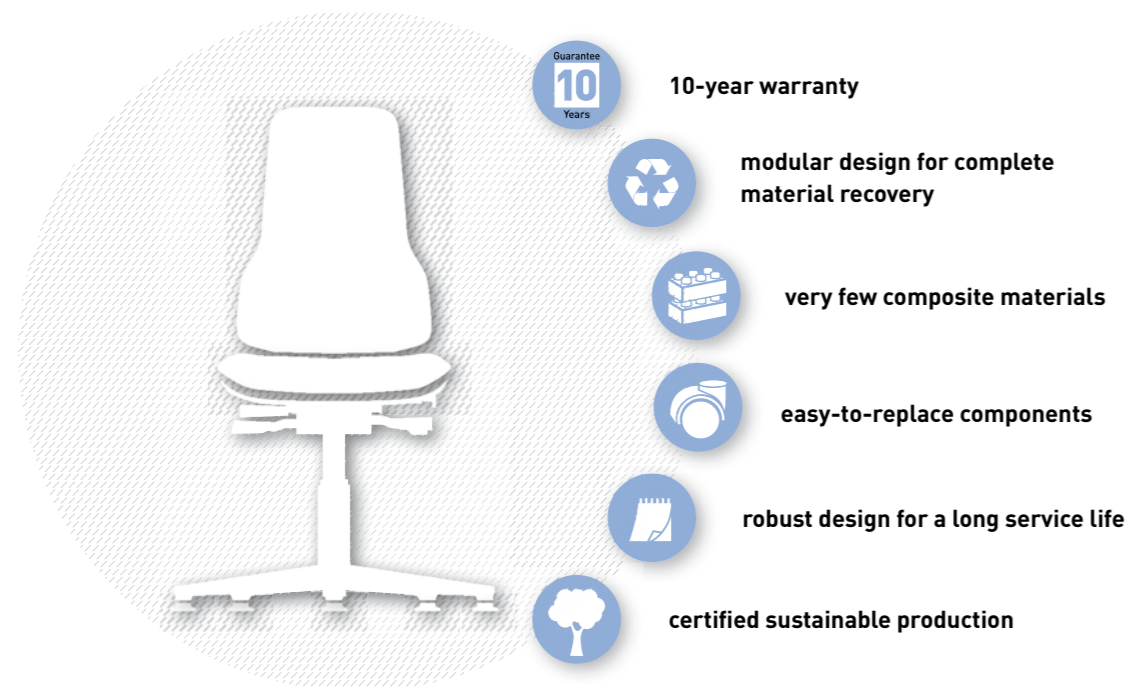 Guarantee
10
Years
10-year warranty
modular design for complete
material recovery
very few composite materials
easy-to-replace components
robust design for a long service life
certified sustainable production